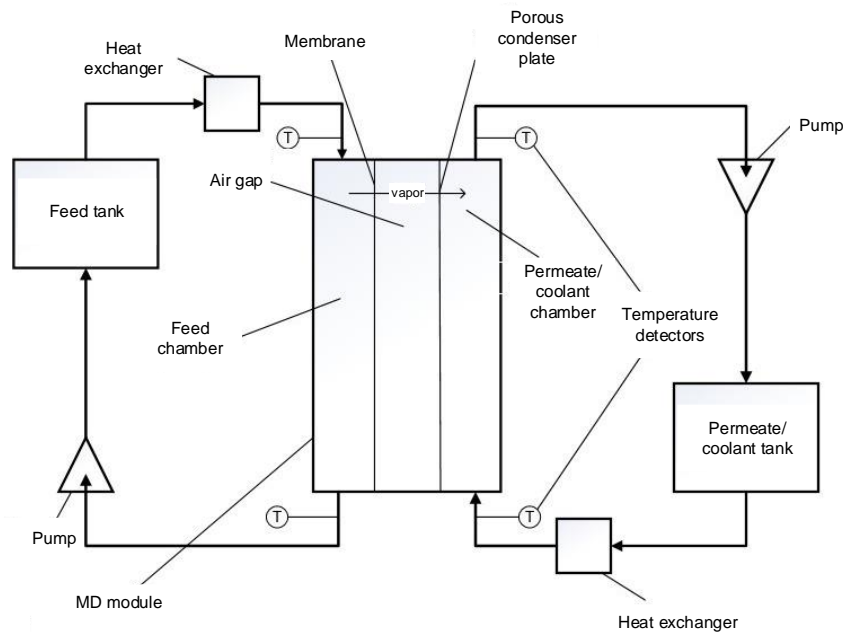 Porous
condenser
plate
Heat
exchanger
Membrane
Pump
T
T
Air gap
vapor
Feed tank
Permeate/
coolant
chamber
Temperature
detectors
Feed
chamber
Permeate/
coolant tank
T
T
Pump
MD module
Heat exchanger